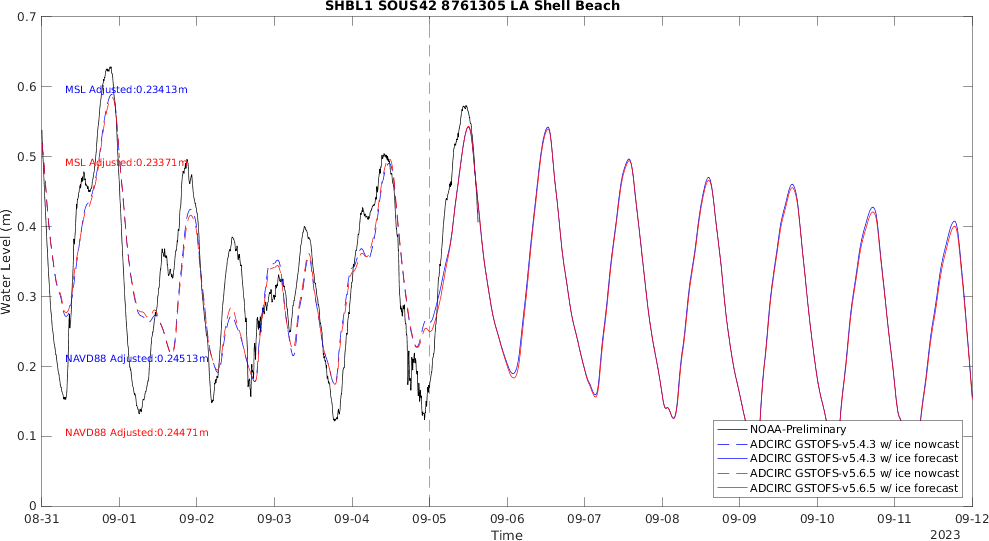 SHBL1 SOUS42 8761305 LA Shell Beach
0.7
0.6
0.5
0.4
0.3
0.2
0.1
0
Water Level (m)
MSL Adjusted:0.23413m
MSL Adjusted:0.23371m
NAVD88 Adjusted:0.24513m
NAVD88 Adjusted:0.24471m
NOAA-Preliminary
ADCIRC GSTOFS-v5.4.3 w/ ice nowcast
ADCIRC GSTOFS-v5.4.3 w/ ice forecast
ADCIRC GSTOFS-v5.6.5 w/ ice nowcast
ADCIRC GSTOFS-v5.6.5 w/ ice forecast
08-31 09-01 09-02 09-03 09-04 09-05 09-06 09-07 09-08 09-09 09-10 09-11 09-12
Time
2023